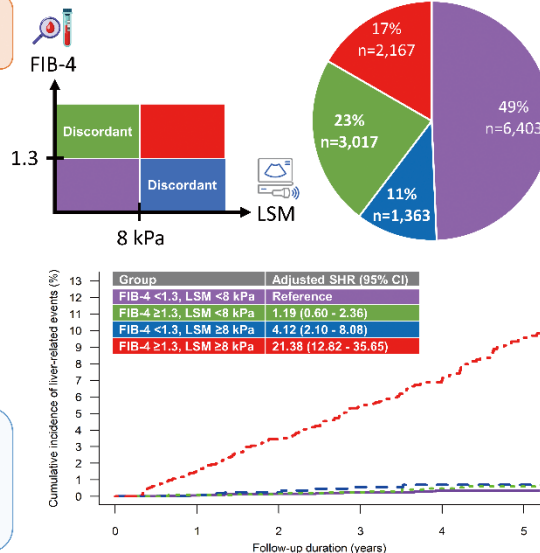 FIB-4
1.3
Discordant
Discordant
8 kPa
LSM
17%
n=2,167
49%
n=6,403
23%
n=3,017
11%
n=1,363
Cumulative incidence of liver-related events (%)
13
12
11
10
9
8
7
6
5
4
3
2
1
0
Group Adjusted SHR (95% CI)
FIB-4 <1.3, LSM <8 kPa Reference
FIB-4 ≥1.3, LSM <8 kPa 1.19 (0.60 - 2.36)
FIB-4 <1.3, LSM ≥8 kPa 4.12 (2.10 - 8.08)
FIB-4 ≥1.3, LSM ≥8 kPa 21.38 (12.82 - 35.65)
0 1 2 3 4 5
Follow-up duration (years)